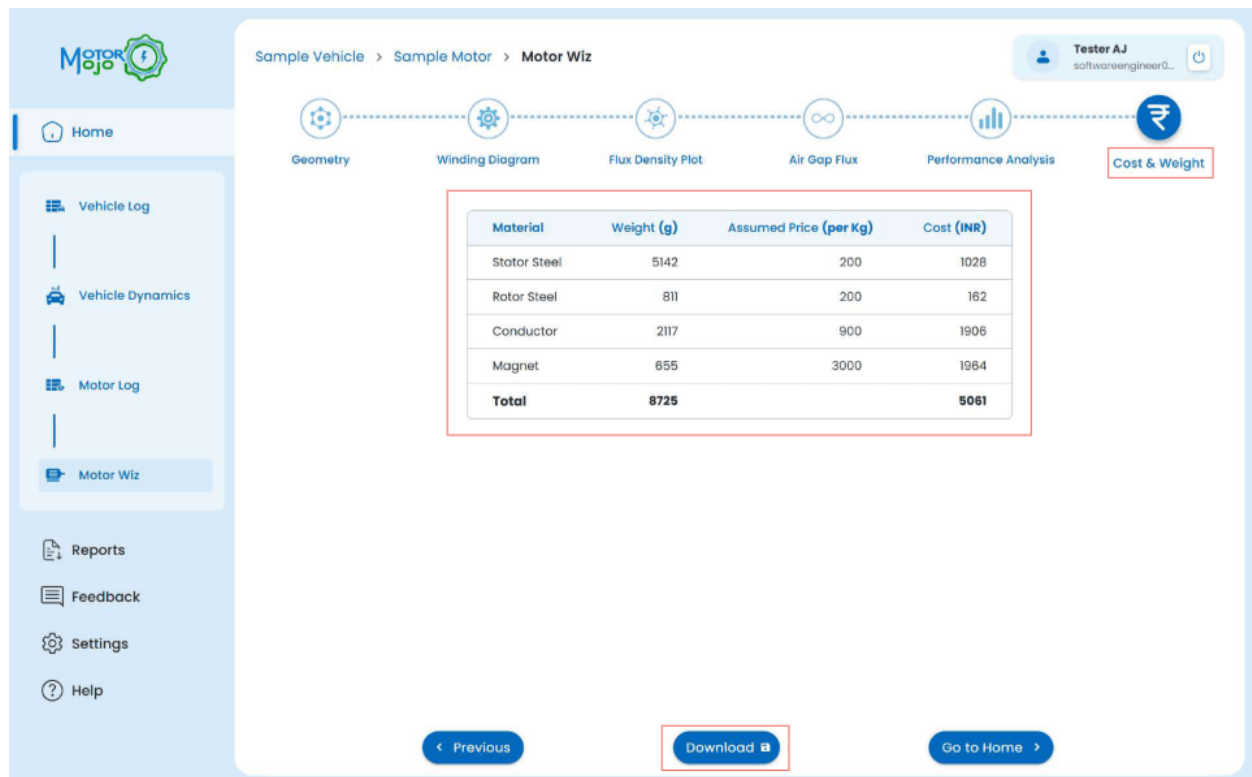 MOTOR
MOJO
Sample Vehicle > Sample Motor > Motor Wiz
Tester AJ
softwareengineer0...
Home
Geometry Winding Diagram Flux Density Plot Air Gap Flux Performance Analysis Cost & Weight
Vehicle Log
Vehicle Dynamics
Motor Log
Motor Wiz
Reports
Feedback
Settings
Help
Material Weight (g) Assumed Price (per Kg) Cost (INR)
Stator Steel 5142 200 1028
Rotor Steel 811 200 162
Conductor 2117 900 1906
Magnet 655 3000 1964
Total 8725 5061
< Previous Download Go to Home >